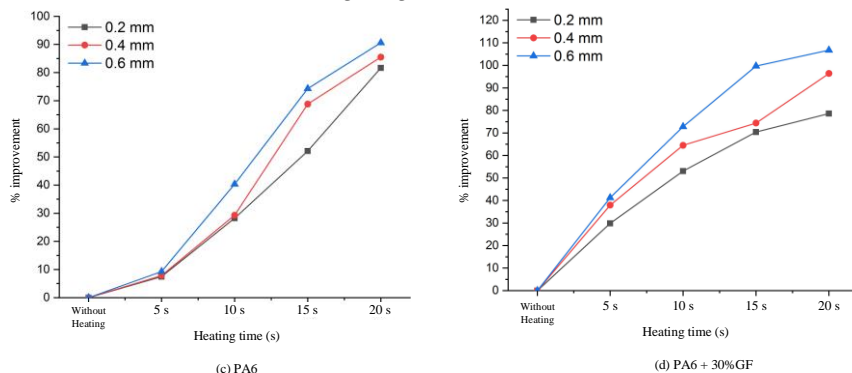 0.2 mm
0.4 mm
0.6 mm
100
90
80
70
60
50
40
30
20
10
0
% improvement
Without
Heating
5 s
10 s
15 s
20 s
Heating time (s)
(c) PA6
0.2 mm
0.4 mm
0.6 mm
120
110
100
90
80
70
60
50
40
30
20
10
0
% improvement
Without
Heating
5 s
10 s
15 s
20 s
Heating time (s)
(d) PA6 + 30%GF